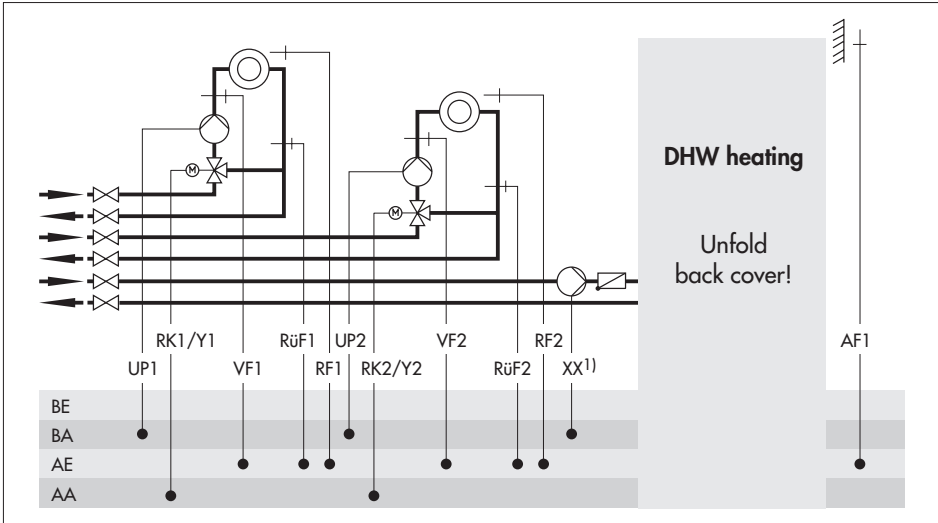 DHW heating
Unfold
back cover!
M
M
RK1/Y1 RüF1 UP2 VF2 RF2 AF1
UP1 VF1 RF1 RK2/Y2 RüF2 XX¹⁾
BE
BA
AE
AA